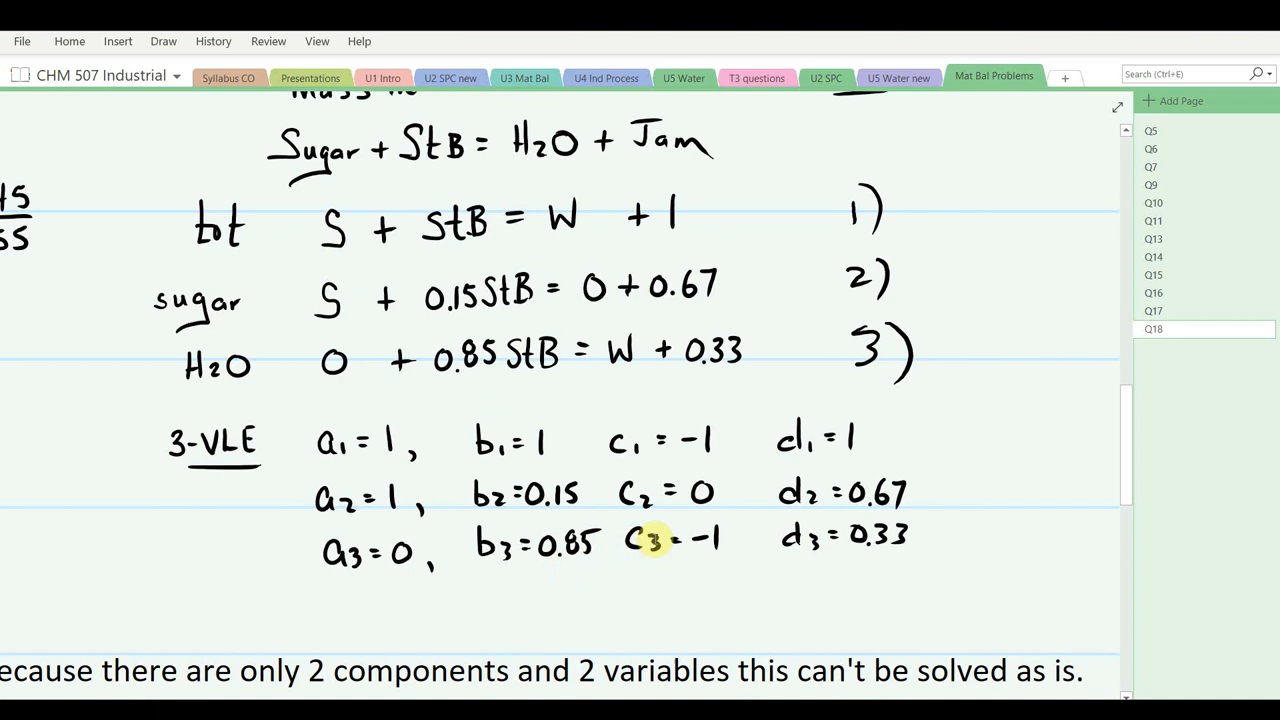 File Home Insert Draw History Review View Help
CHM 507 Industrial Syllabus CO Presentations U1 Intro U2 SPC new U3 Mat Bal U4 Ind Process U5 Water T3 questions U2 SPC U5 Water new Mat Bal Problems + Search (Ctrl+E)
Add Page
Sugar + StB = H2O + Jam
tot S + StB = W + 1 1)
sugar S + 0.15StB = 0 + 0.67 2)
H2O 0 + 0.85 StB = W + 0.33 3)
3-VLE a1 = 1, b1 = 1 c1 = -1 d1 = 1
a2 = 1, b2 = 0.15 c2 = 0 d2 = 0.67
a3 = 0, b3 = 0.85 c3 = -1 d3 = 0.33
ecause there are only 2 components and 2 variables this can't be solved as is.
Q5
Q6
Q7
Q9
Q10
Q11
Q13
Q14
Q15
Q16
Q17
Q18